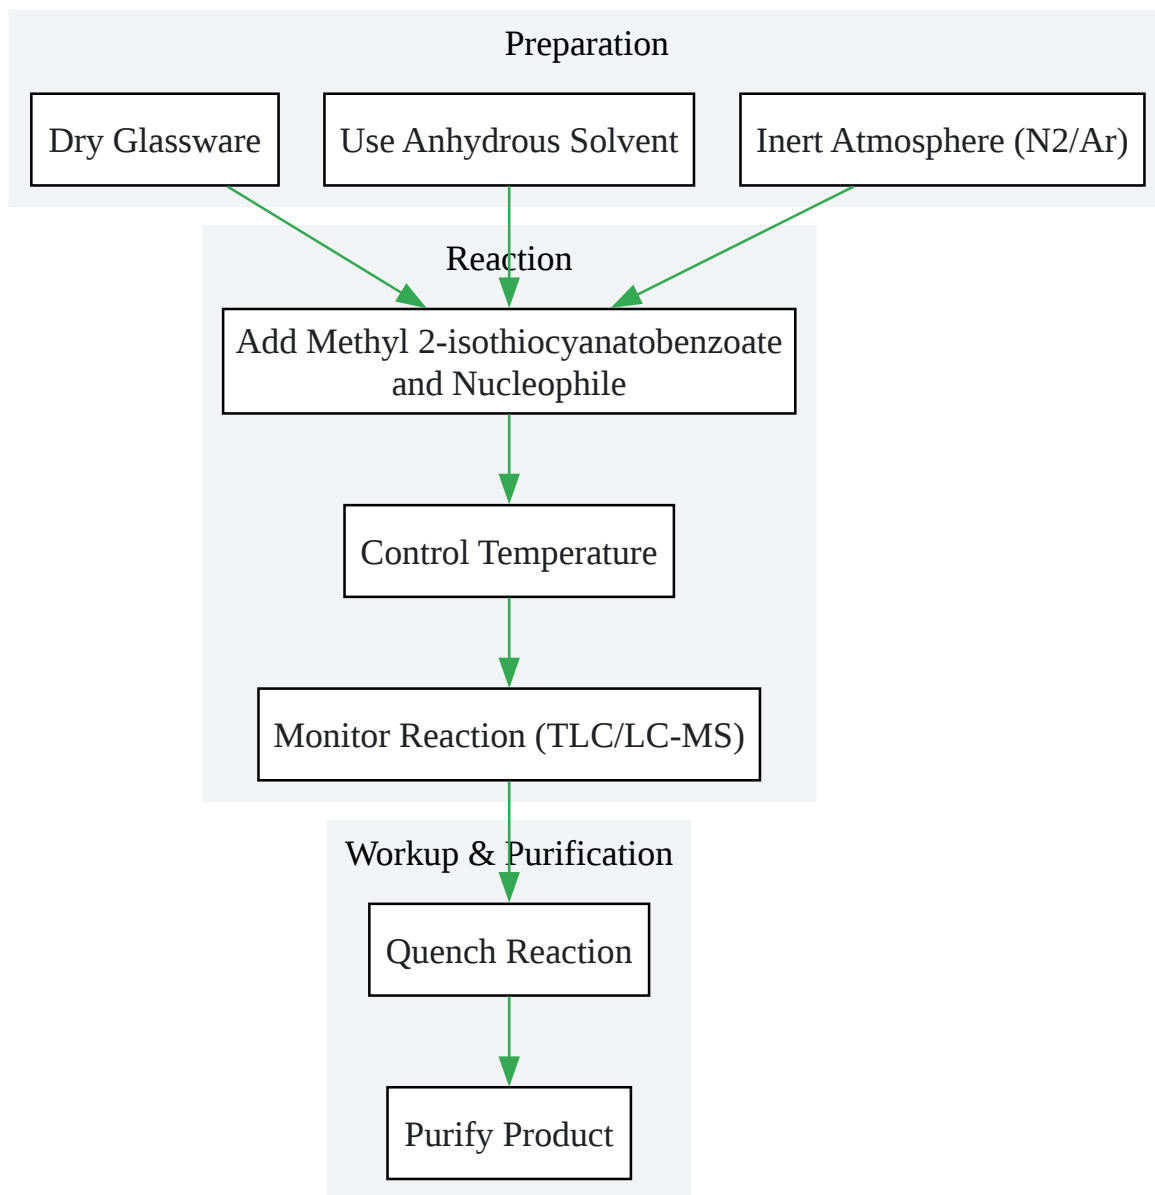 Preparation
Dry Glassware
Use Anhydrous Solvent
Inert Atmosphere (N2/Ar)
Reaction
Add Methyl 2-isothiocyanatobenzoate
and Nucleophile
Control Temperature
Monitor Reaction (TLC/LC-MS)
Workup & Purification
Quench Reaction
Purify Product